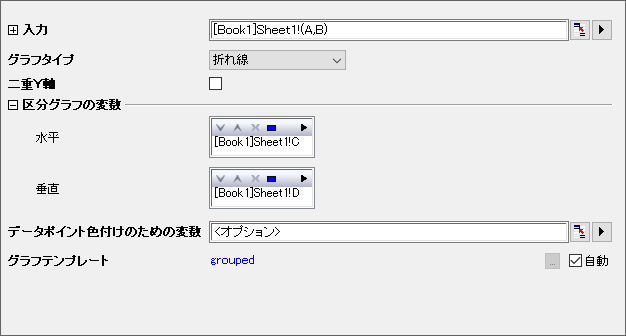 入力 [Book1]Sheet1!(A,B)
グラフタイプ 折れ線
二重Y軸
区分グラフの変数
水平 [Book1]Sheet1!C
垂直 [Book1]Sheet1!D
データポイント色付けのための変数 <オプション>
グラフテンプレート grouped ... 自動